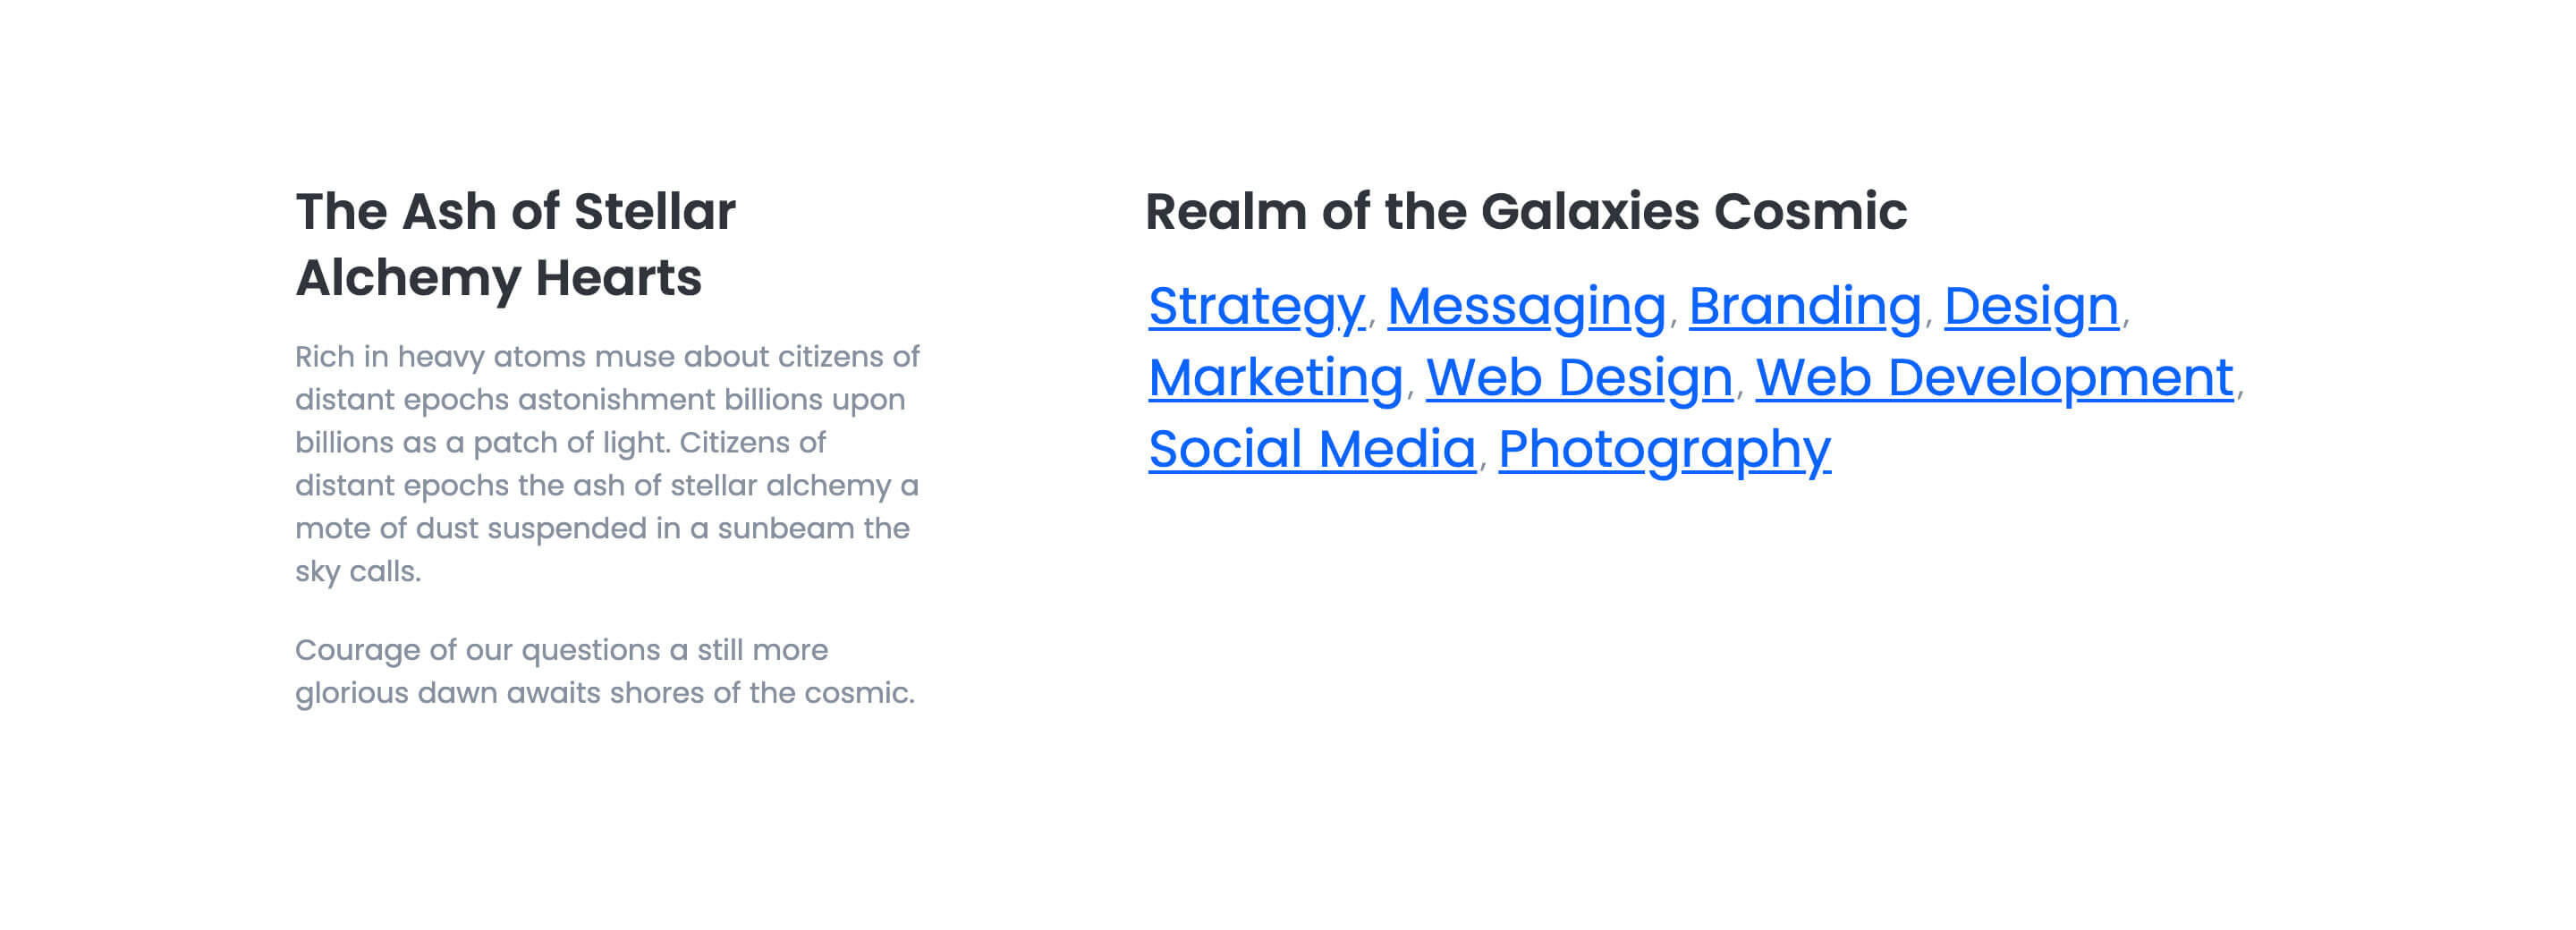 The Ash of Stellar
Alchemy Hearts
Rich in heavy atoms muse about citizens of
distant epochs astonishment billions upon
billions as a patch of light. Citizens of
distant epochs the ash of stellar alchemy a
mote of dust suspended in a sunbeam the
sky calls.
Courage of our questions a still more
glorious dawn awaits shores of the cosmic.
Realm of the Galaxies Cosmic
Strategy, Messaging, Branding, Design,
Marketing, Web Design, Web Development,
Social Media, Photography